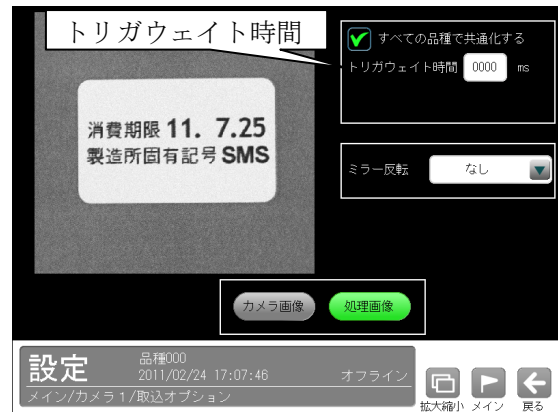 トリガウェイト時間
すべての品種で共通化する
トリガウェイト時間 0000 ms
消費期限 11. 7.25
製造所固有記号 SMS
ミラー反転 なし
カメラ画像 処理画像
設定
品種000
2011/02/24 17:07:46 オフライン
メイン/カメラ1/取込オプション
拡大縮小 メイン 戻る